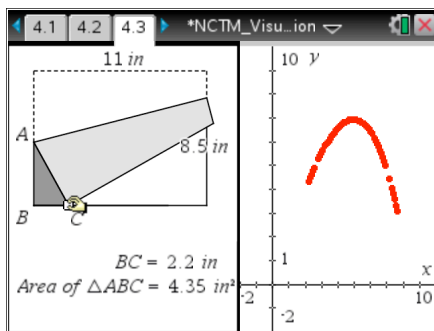 4.1 4.2 4.3 *NCTM_Visu...ion
11 in
A
8.5 in
B C
BC = 2.2 in
Area of △ABC = 4.35 in²
10 y
1
x
-2 10
-2